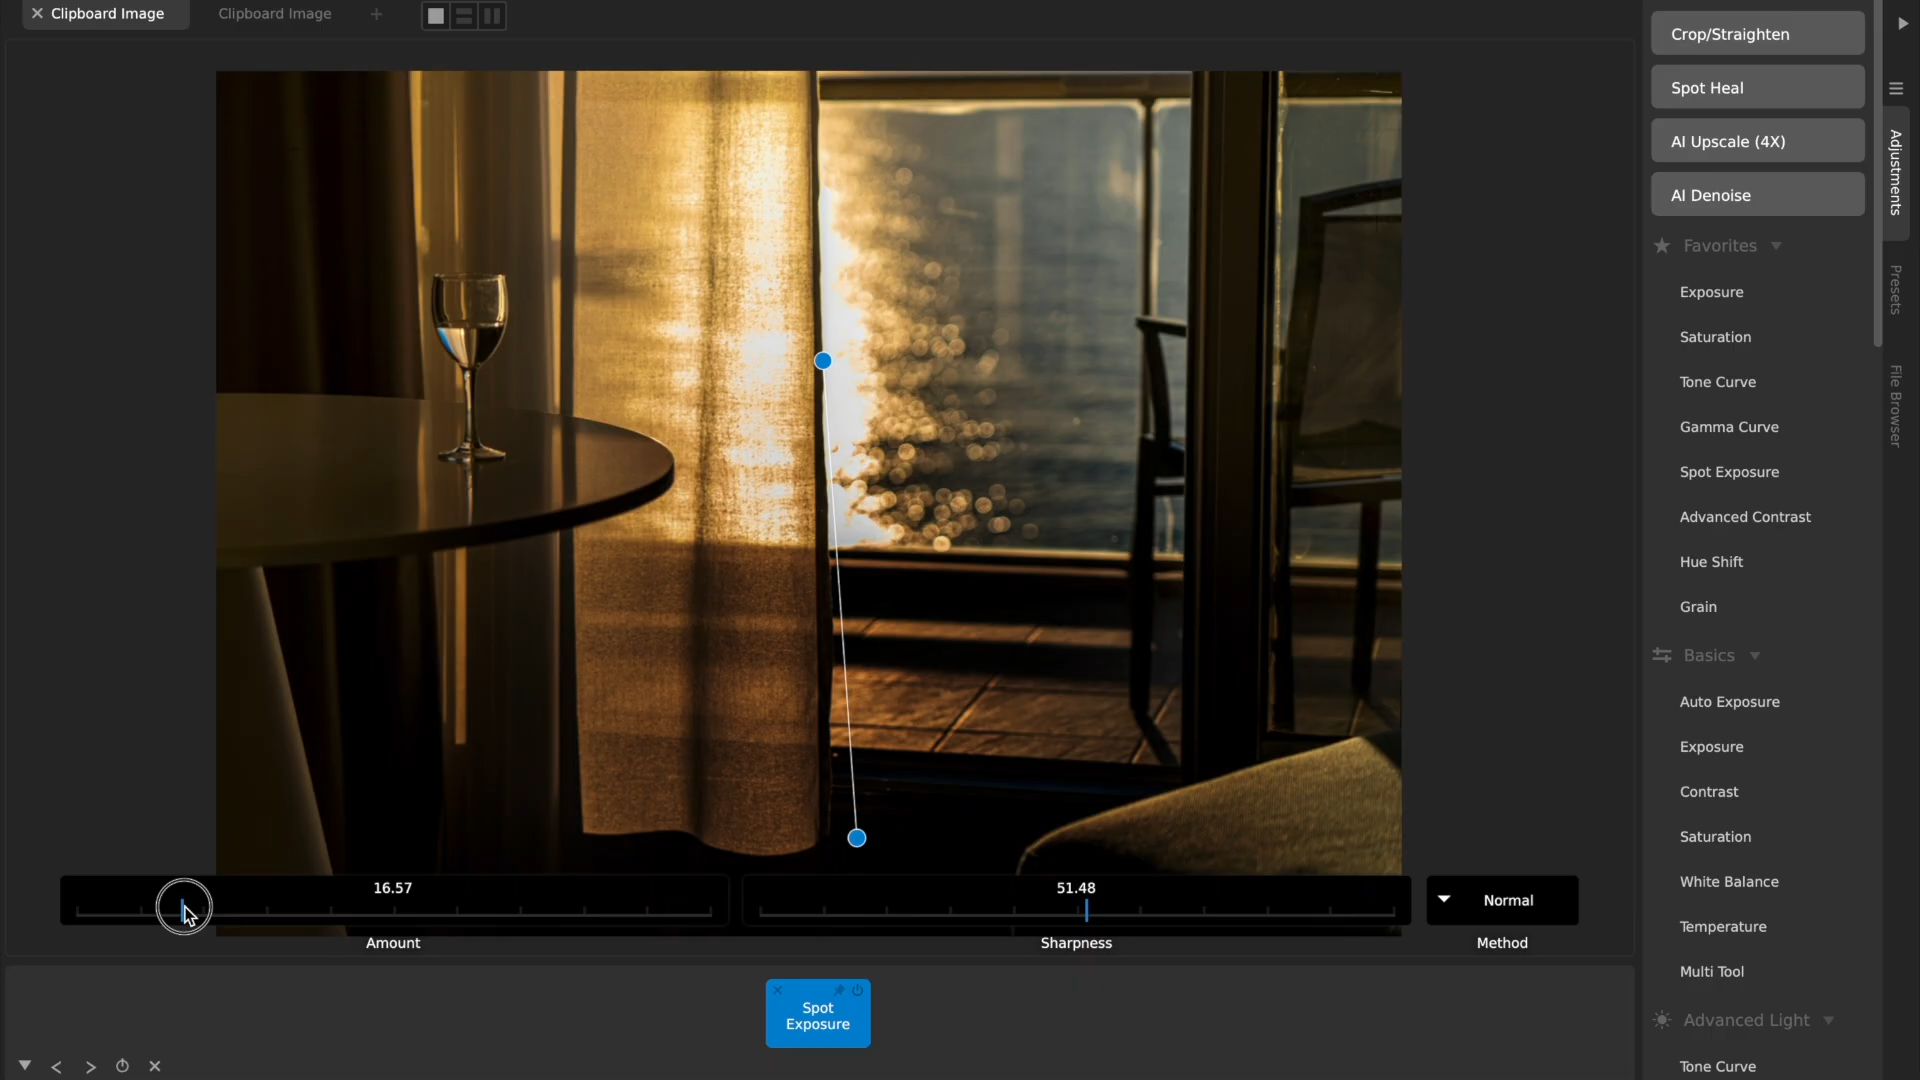 Clipboard Image
Clipboard Image
Crop/Straighten
Spot Heal
AI Upscale (4X)
AI Denoise
Favorites
Exposure
Saturation
Tone Curve
Gamma Curve
Spot Exposure
Advanced Contrast
Hue Shift
Grain
Basics
Auto Exposure
Exposure
Contrast
Saturation
White Balance
Temperature
Multi Tool
Advanced Light
Tone Curve
Adjustments
Presets
File Browser
16.57
Amount
51.48
Sharpness
Normal
Method
Spot
Exposure